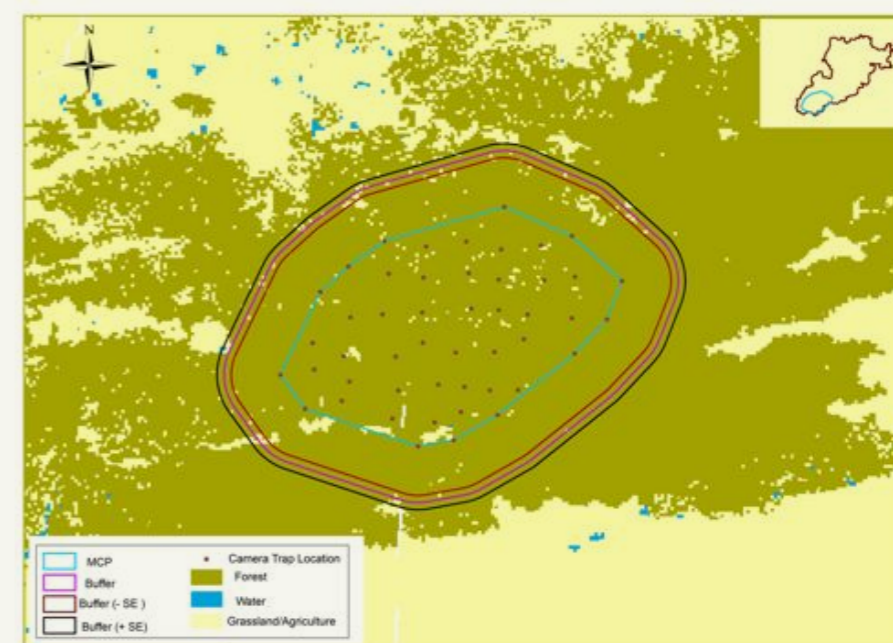 N
MCP
Buffer
Buffer (- SE )
Buffer (+ SE)
Camera Trap Location
Forest
Water
Grassland/Agriculture